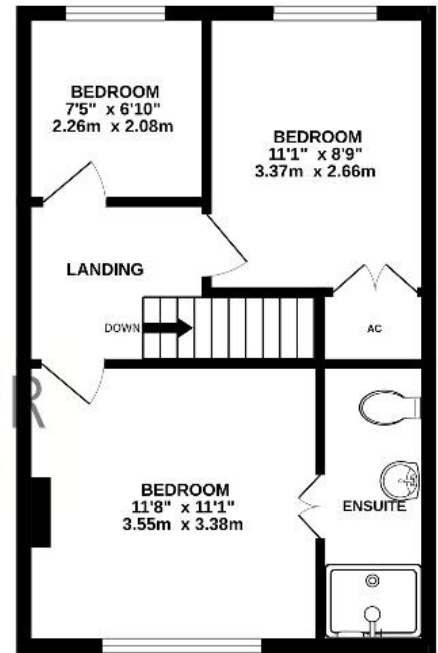 BEDROOM
7'5" x 6'10"
2.26m x 2.08m
BEDROOM
11'1" x 8'9"
3.37m x 2.66m
LANDING
DOWN
AC
R
BEDROOM
11'8" x 11'1"
3.55m x 3.38m
ENSUITE